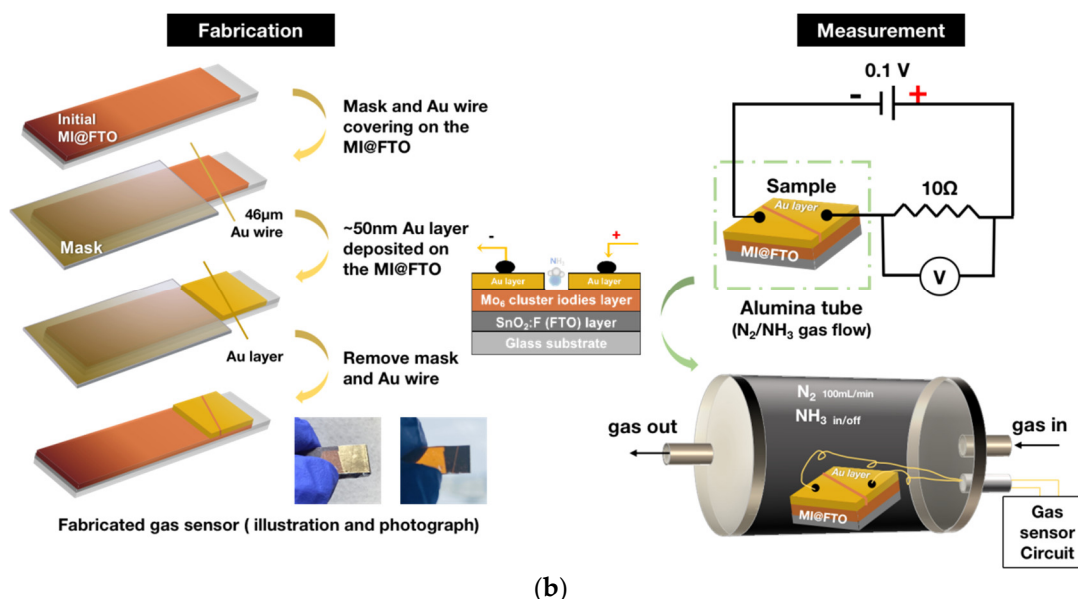 Fabrication
Initial
MI@FTO
Mask and Au wire
covering on the
MI@FTO
46μm
Au wire
Mask
~50nm Au layer
deposited on
the MI@FTO
Au layer
Remove mask
and Au wire
Fabricated gas sensor ( illustration and photograph)
-
+
NH₃
Au layer
Au layer
Mo₆ cluster iodies layer
SnO₂:F (FTO) layer
Glass substrate
Measurement
0.1 V
-
+
Sample
Au layer
MI@FTO
10Ω
V
Alumina tube
(N₂/NH₃ gas flow)
N₂ 100mL/min
NH₃ in/off
gas out
gas in
Au layer
MI@FTO
Gas
sensor
Circuit
(b)